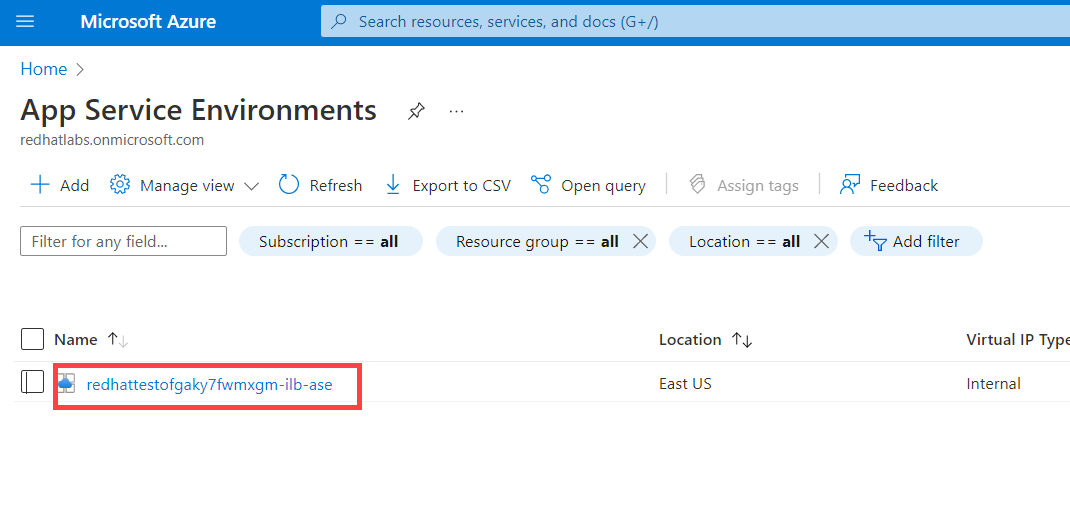 Microsoft Azure
Search resources, services, and docs (G+/)
Home
App Service Environments
...
redhatlabs.onmicrosoft.com
Add Manage view Refresh Export to CSV Open query Assign tags Feedback
Filter for any field... Subscription == all Resource group == all Location == all Add filter
Name Location Virtual IP Type
redhattestofgaky7fwmxgm-ilb-ase East US Internal